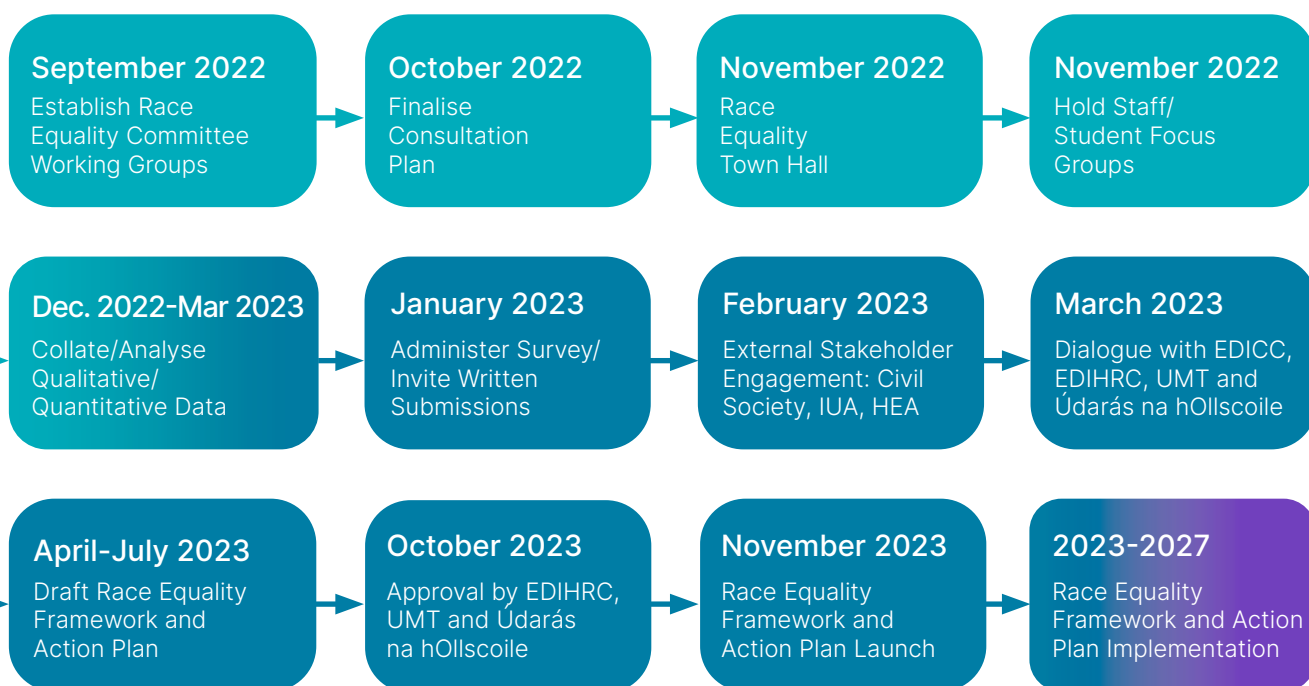 September 2022
Establish Race
Equality Committee
Working Groups
October 2022
Finalise
Consultation
Plan
November 2022
Race
Equality
Town Hall
November 2022
Hold Staff/
Student Focus
Groups
Dec. 2022-Mar 2023
Collate/Analyse
Qualitative/
Quantitative Data
January 2023
Administer Survey/
Invite Written
Submissions
February 2023
External Stakeholder
Engagement: Civil
Society, IUA, HEA
March 2023
Dialogue with EDICC,
EDIHRC, UMT and
Údarás na hOllscoile
April-July 2023
Draft Race Equality
Framework and
Action Plan
October 2023
Approval by EDIHRC,
UMT and Údarás
na hOllscoile
November 2023
Race Equality
Framework and
Action Plan Launch
2023-2027
Race Equality
Framework and Action
Plan Implementation